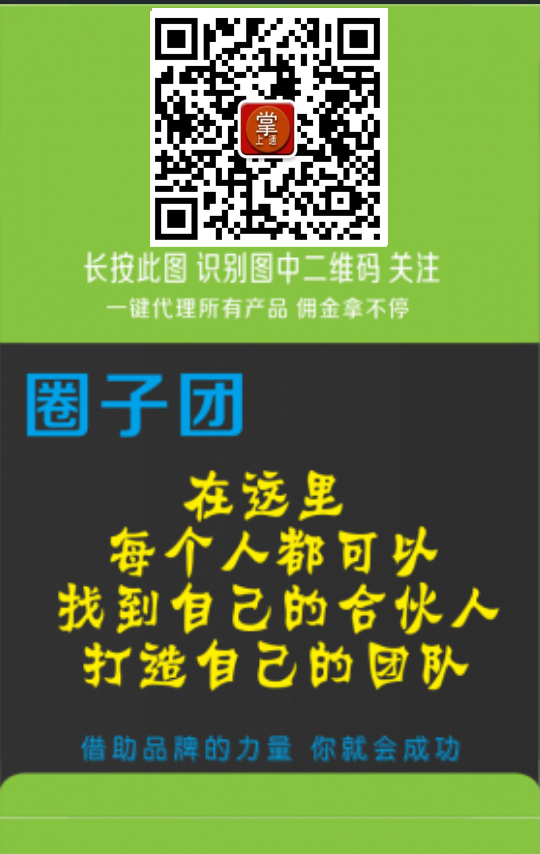 掌
上通
长按此图 识别图中二维码 关注
一键代理所有产品 佣金拿不停
圈子团
在这里
每个人都可以
找到自己的合伙人
打造自己的团队
借助品牌的力量 你就会成功